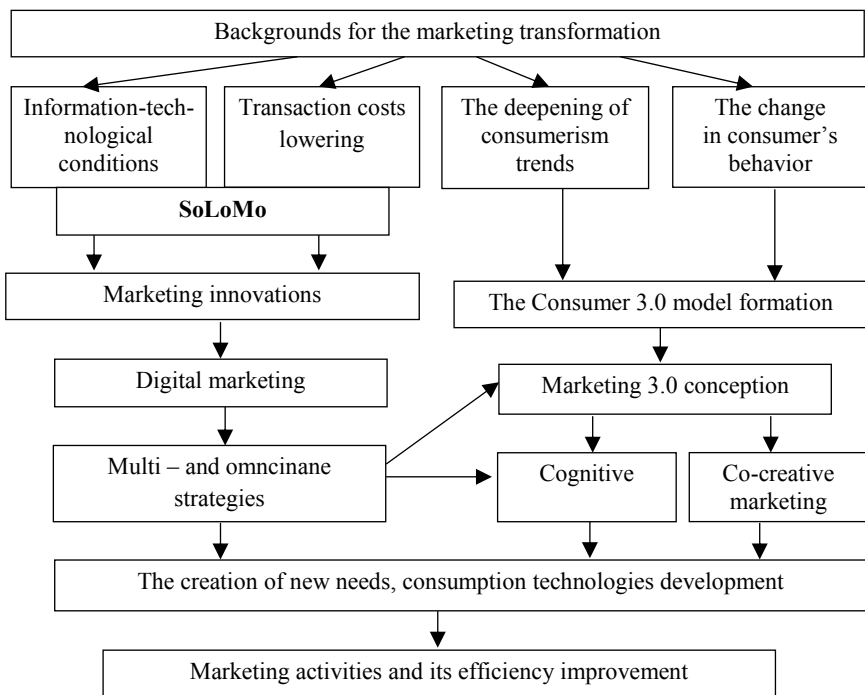 Backgrounds for the marketing transformation
Information-tech-
nological
conditions
Transaction costs
lowering
The deepening of
consumerism
trends
The change
in consumer’s
behavior
SoLoMo
Marketing innovations
The Consumer 3.0 model formation
Digital marketing
Marketing 3.0 conception
Multi – and omncinane
strategies
Cognitive
Co-creative
marketing
The creation of new needs, consumption technologies development
Marketing activities and its efficiency improvement